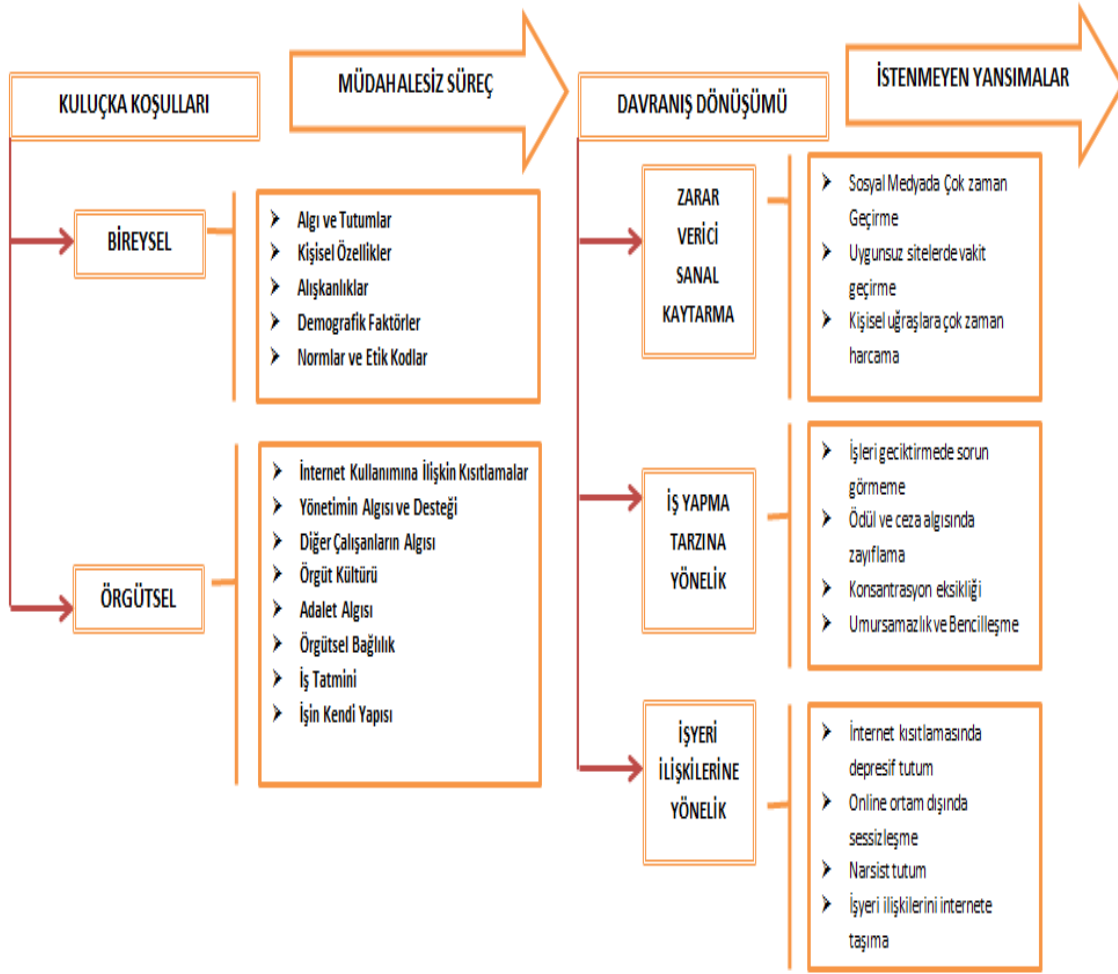 KULUÇKA KOŞULLARI
MÜDAHALESİZ SÜREÇ
BİREYSEL
Algı ve Tutumlar
Kişisel Özellikler
Alışkanlıklar
Demografik Faktörler
Normlar ve Etik Kodlar
ÖRGÜTSEL
İnternet Kullanımına İlişkin Kısıtlamalar
Yönetimin Algısı ve Desteği
Diğer Çalışanların Algısı
Örgüt Kültürü
Adalet Algısı
Örgütsel Bağlılık
İş Tatmini
İşin Kendi Yapısı
DAVRANIŞ DÖNÜŞÜMÜ
İSTENMEYEN YANSIMALAR
ZARAR
VERİCİ
SANAL
KAYTARMA
Sosyal Medyada Çok zaman
Geçirme
Uygunsuz sitelerde vakit
geçirme
Kişisel uğraşlara çok zaman
harcama
İŞ YAPMA
TARZINA
YÖNELİK
İşleri geciktirmede sorun
görmeme
Ödül ve ceza algısında
zayıflama
Konsantrasyon eksikliği
Umursamazlık ve Bencilleşme
İŞYERİ
İLİŞKİLERİNE
YÖNELİK
İnternet kısıtlamasında
depresif tutum
Online ortam dışında
sessizleşme
Narsist tutum
İşyeri ilişkilerini internete
taşıma